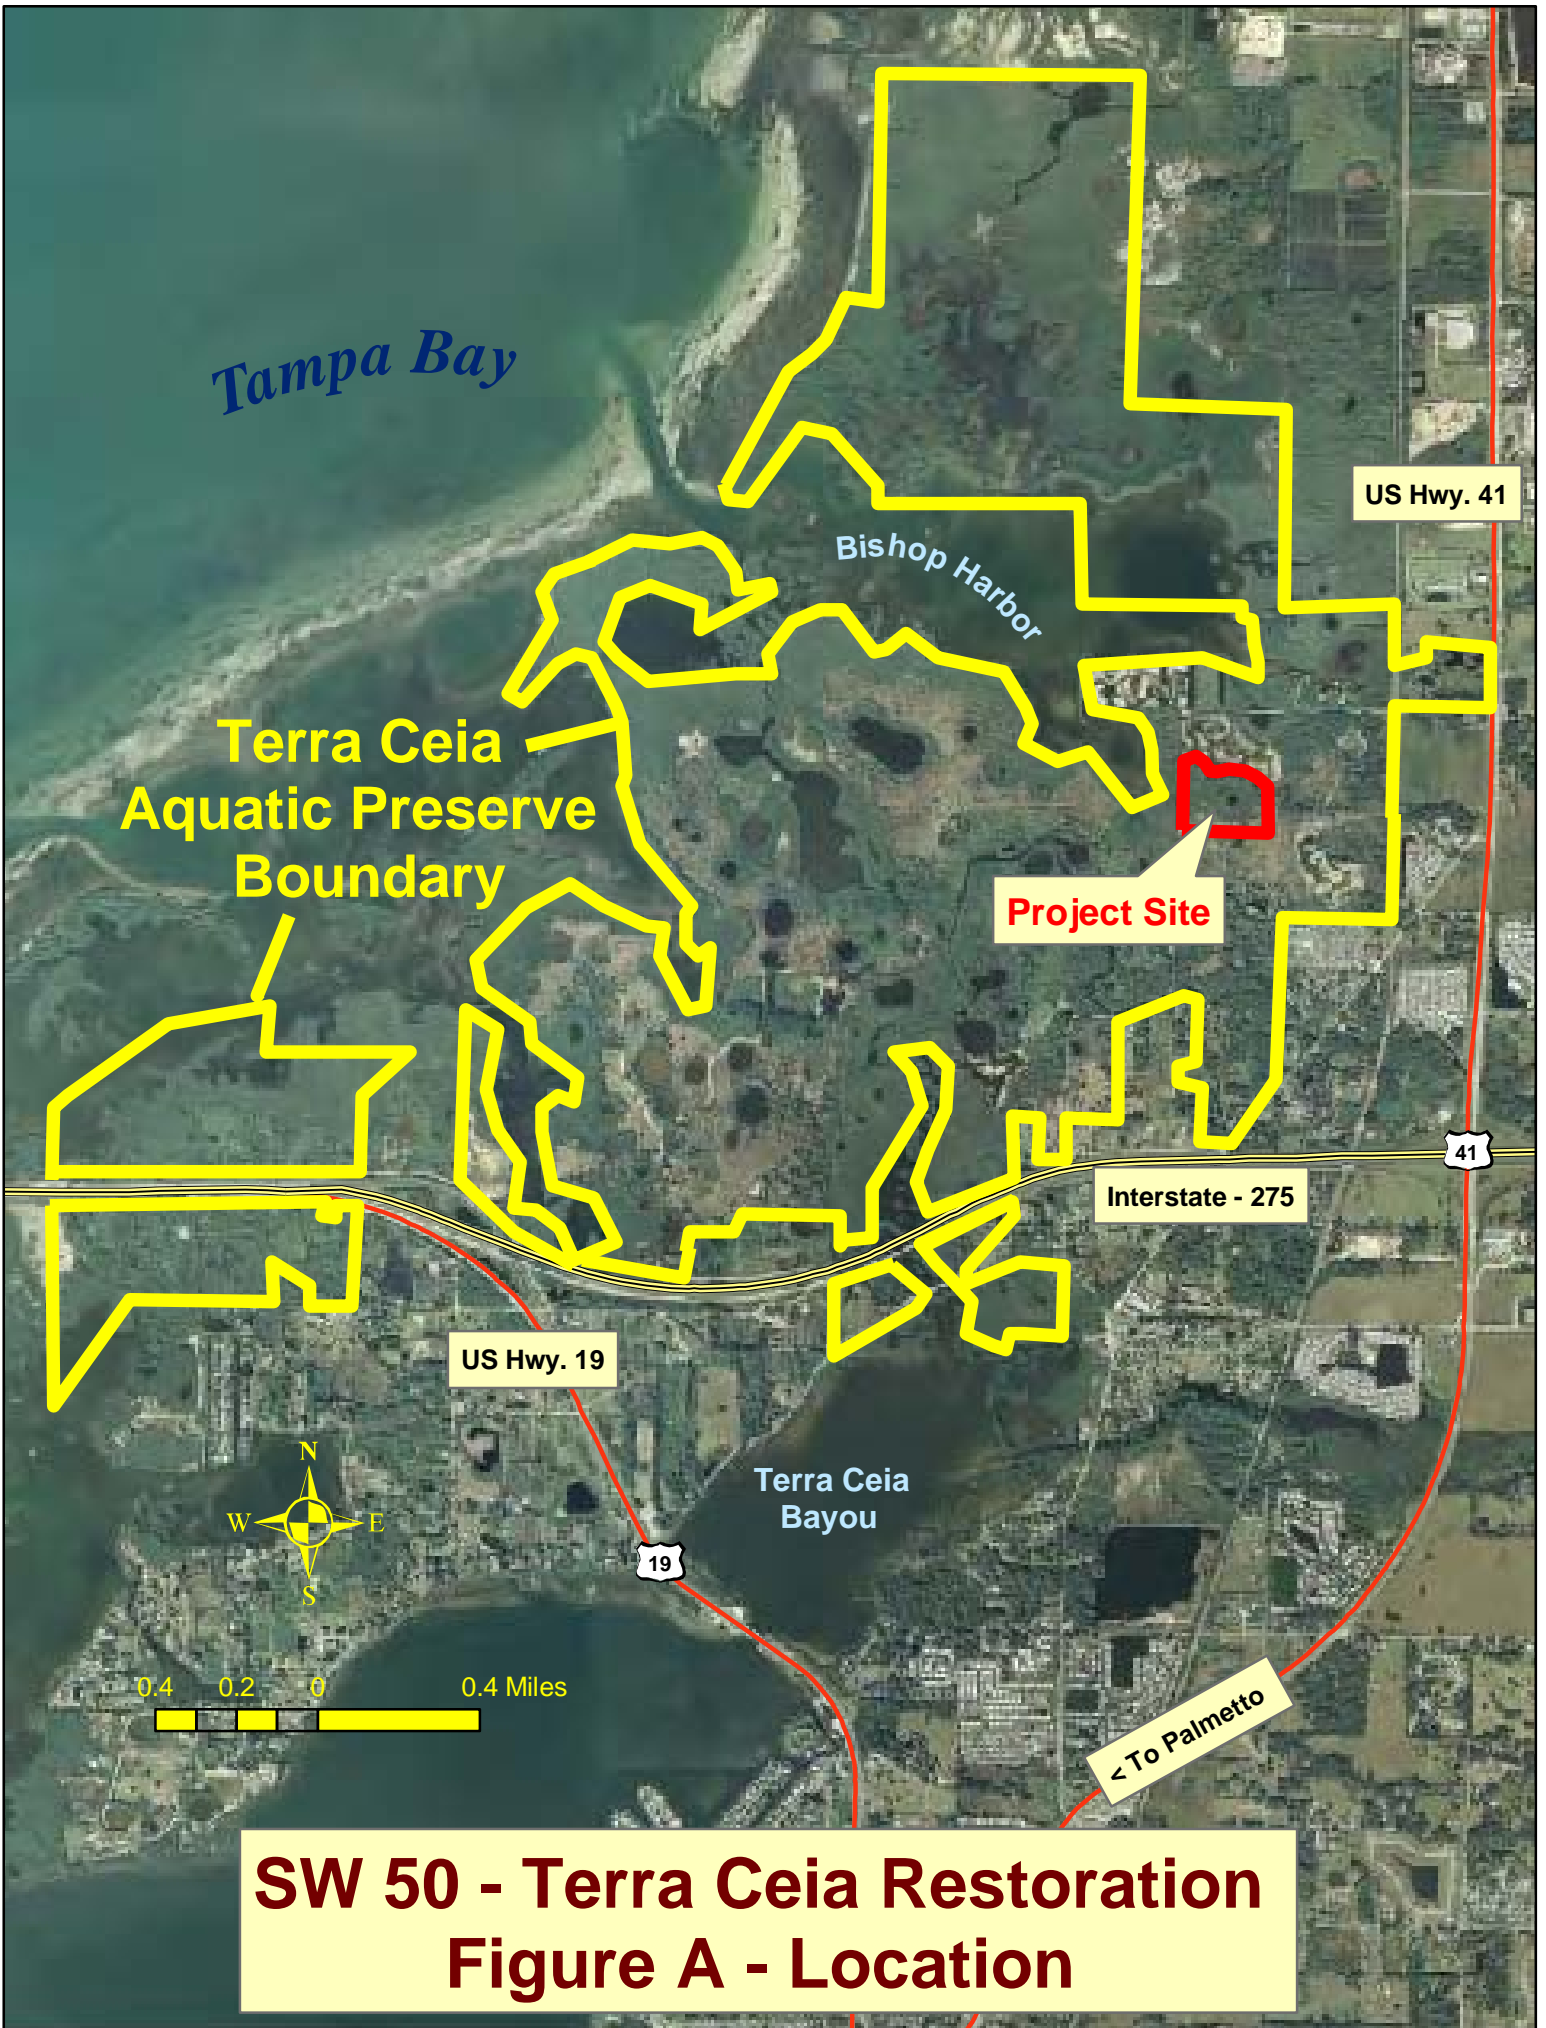 Tampa Bay
US Hwy. 41
Bishop Harbor
Terra Ceia
Aquatic Preserve
Boundary
Project Site
41
Interstate - 275
US Hwy. 19
N
W E
S
Terra Ceia
Bayou
19
0.4 0.2 0 0.4 Miles
< To Palmetto
SW 50 - Terra Ceia Restoration
Figure A - Location